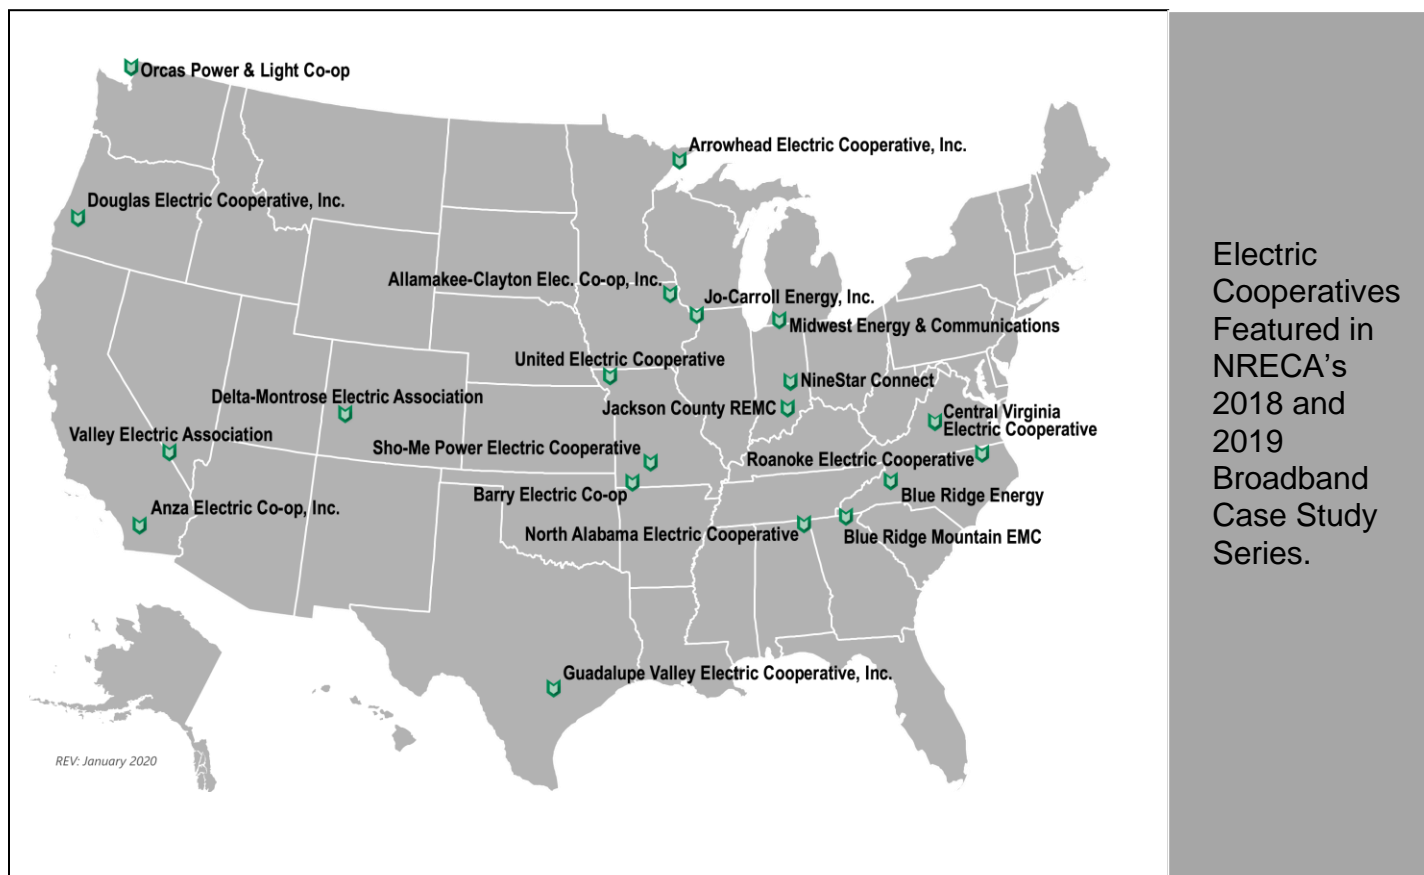 Orcas Power & Light Co-op
Arrowhead Electric Cooperative, Inc.
Douglas Electric Cooperative, Inc.
Allamakee-Clayton Elec. Co-op, Inc.
Jo-Carroll Energy, Inc.
Midwest Energy & Communications
United Electric Cooperative
NineStar Connect
Delta-Montrose Electric Association
Jackson County REMC
Central Virginia
Electric Cooperative
Valley Electric Association
Sho-Me Power Electric Cooperative
Roanoke Electric Cooperative
Barry Electric Co-op
Blue Ridge Energy
Anza Electric Co-op, Inc.
North Alabama Electric Cooperative
Blue Ridge Mountain EMC
Guadalupe Valley Electric Cooperative, Inc.
REV: January 2020
Electric
Cooperatives
Featured in
NRECA’s
2018 and
2019
Broadband
Case Study
Series.